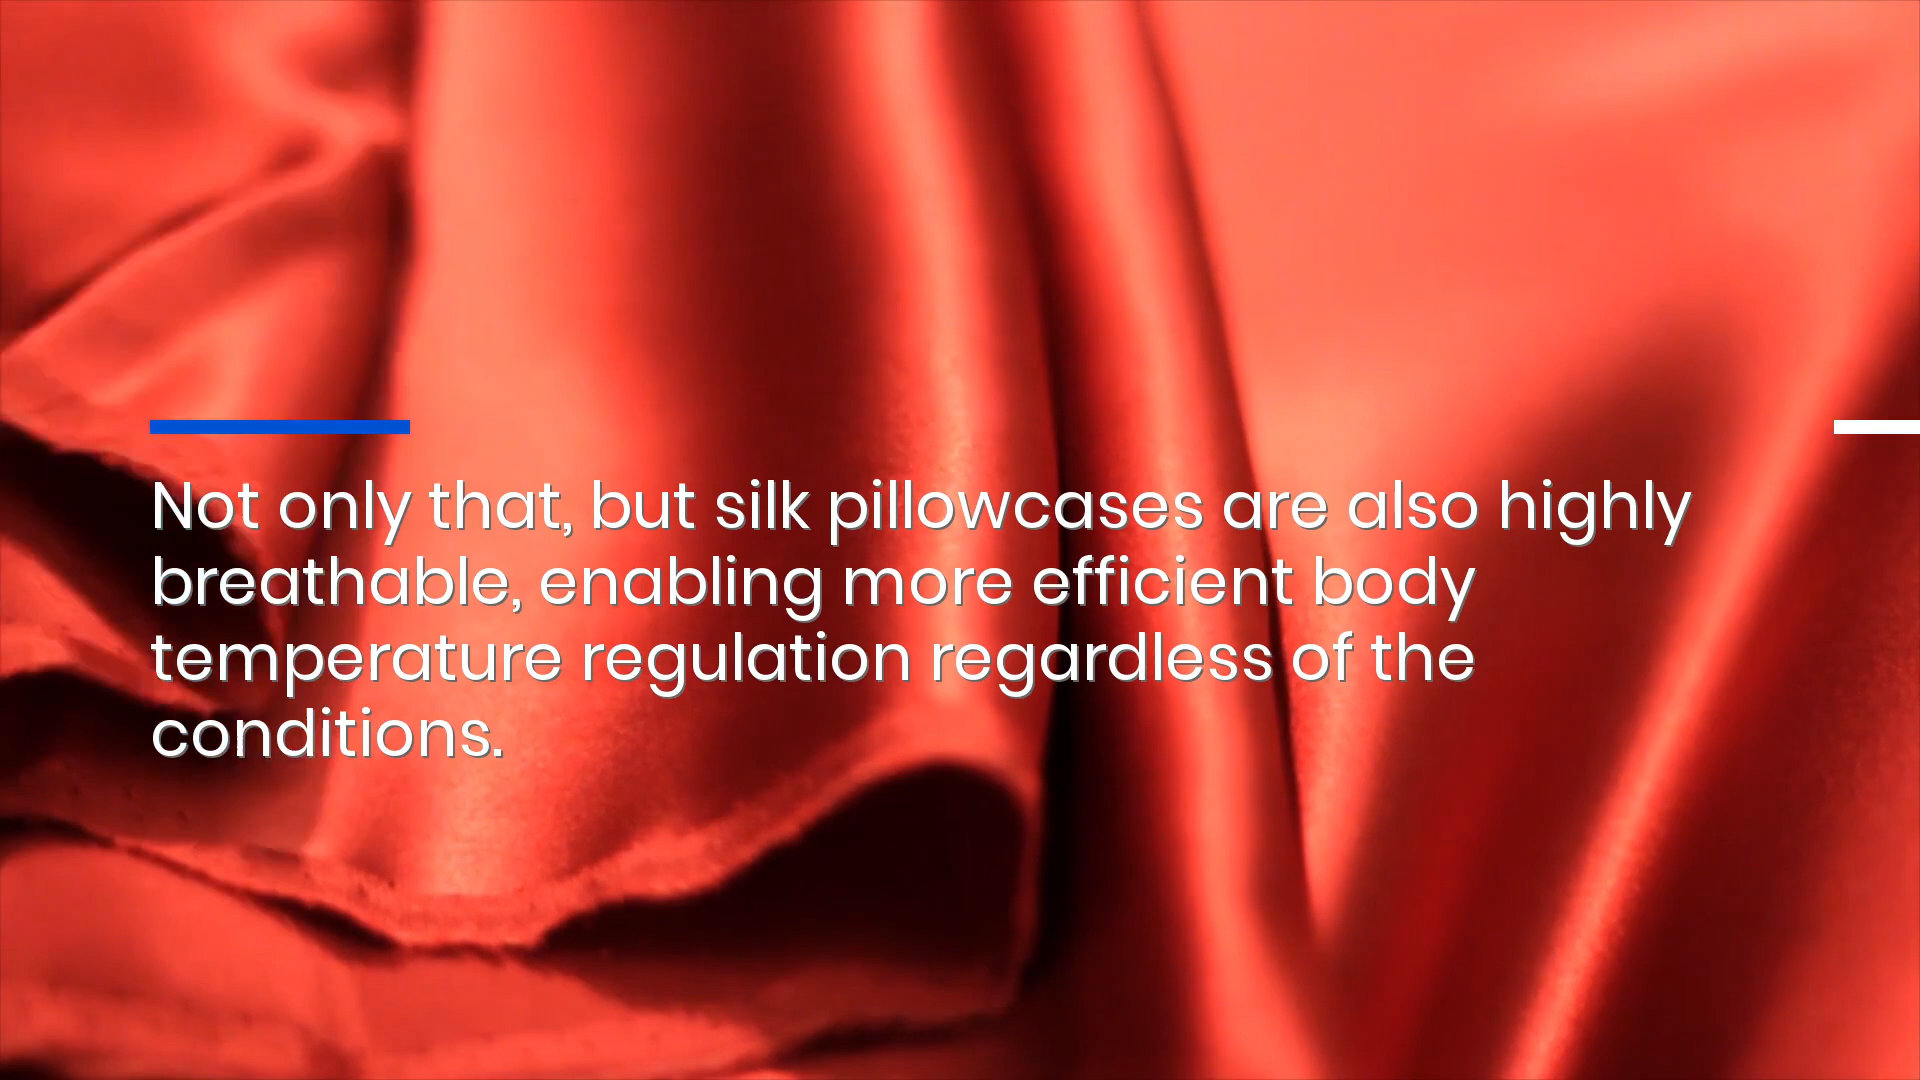 Not only that, but silk pillowcases are also highly
breathable, enabling more efficient body
temperature regulation regardless of the
conditions.